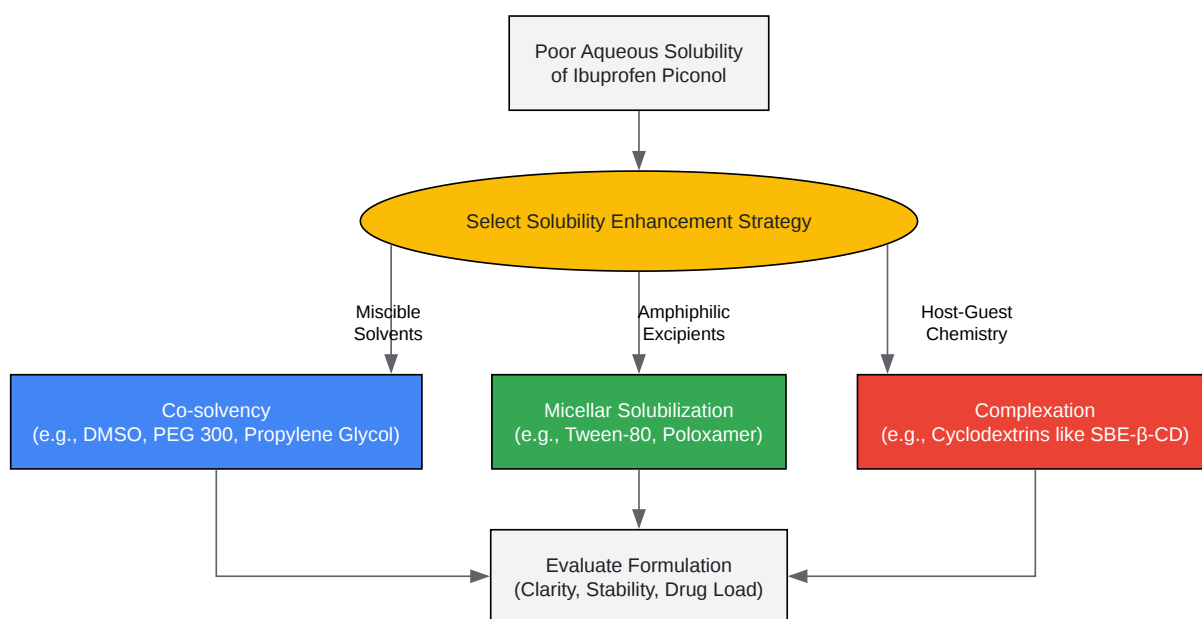 Poor Aqueous Solubility
of Ibuprofen Piconol
Select Solubility Enhancement Strategy
Miscible
Solvents
Amphiphilic
Excipients
Host-Guest
Chemistry
Co-solvency
(e.g., DMSO, PEG 300, Propylene Glycol)
Micellar Solubilization
(e.g., Tween-80, Poloxamer)
Complexation
(e.g., Cyclodextrins like SBE-β-CD)
Evaluate Formulation
(Clarity, Stability, Drug Load)